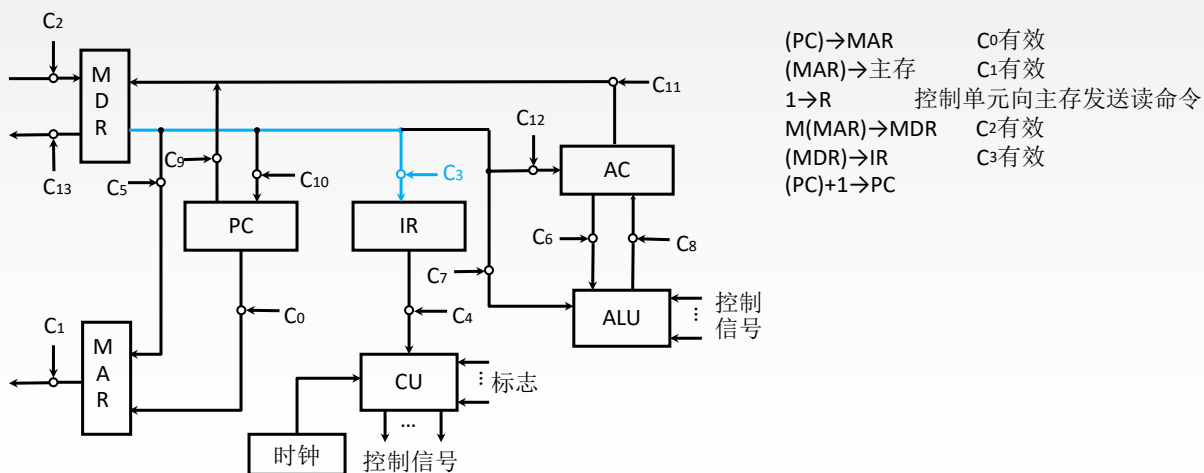 C2
MDR
C11
C12
C9
C13
C5
C10
C3
AC
PC
IR
C6
C8
C7
C1
C0
C4
ALU
控制
信号
⋮
MAR
CU
⋮
标志
...
时钟
控制信号
(PC)→MAR C0有效
(MAR)→主存 C1有效
1→R 控制单元向主存发送读命令
M(MAR)→MDR C2有效
(MDR)→IR C3有效
(PC)+1→PC